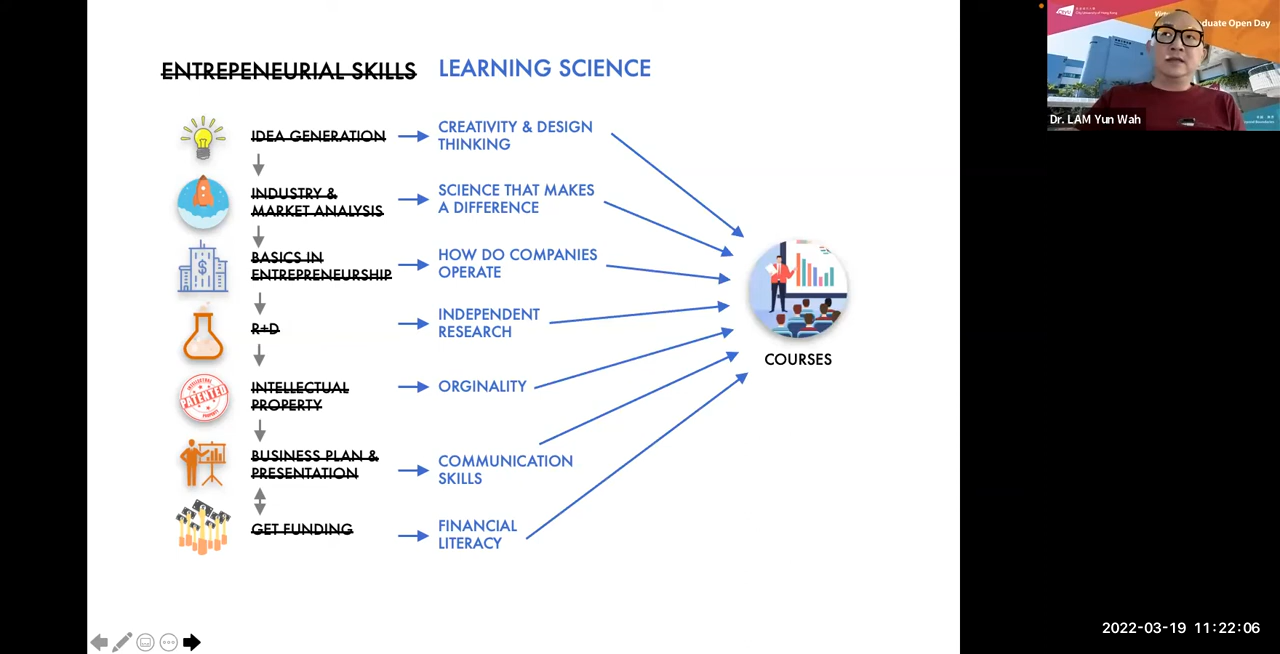 ENTREPENEURIAL SKILLS
LEARNING SCIENCE
IDEA GENERATION
CREATIVITY & DESIGN
THINKING
INDUSTRY &
MARKET ANALYSIS
SCIENCE THAT MAKES
A DIFFERENCE
BASICS IN
ENTREPRENEURSHIP
HOW DO COMPANIES
OPERATE
R+D
INDEPENDENT
RESEARCH
INTELLECTUAL
PROPERTY
ORGINALITY
BUSINESS PLAN &
PRESENTATION
COMMUNICATION
SKILLS
GET FUNDING
FINANCIAL
LITERACY
COURSES
INTELLECTUAL
PATENTED
PROPERTY
duate Open Day
Dr. LAM Yun Wah
2022-03-19 11:22:06